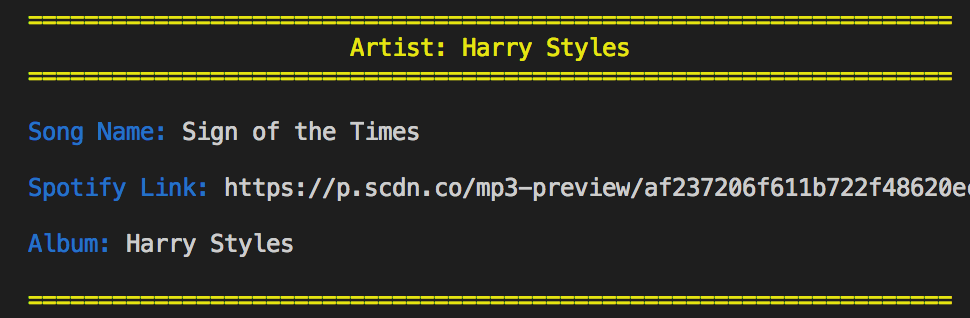 ==================================================================
Artist: Harry Styles
==================================================================
Song Name: Sign of the Times
Spotify Link: https://p.scdn.co/mp3-preview/af237206f611b722f48620e
Album: Harry Styles
==================================================================